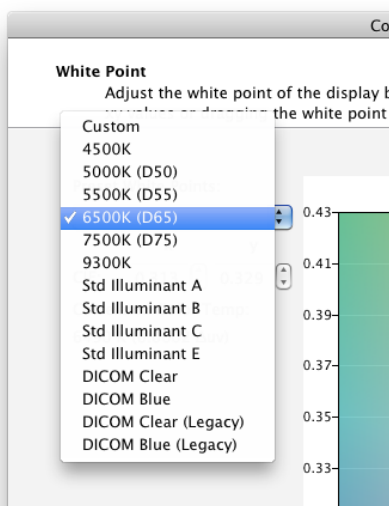 Co
White Point
Adjust the white point of the display b
the white point
Custom
4500K
5000K (D50)
5500K (D55)
✓ 6500K (D65)
7500K (D75)
9300K
Std Illuminant A
Std Illuminant B
Std Illuminant C
Std Illuminant E
DICOM Clear
DICOM Blue
DICOM Clear (Legacy)
DICOM Blue (Legacy)
0.43
0.41
0.39
0.37
0.35
0.33